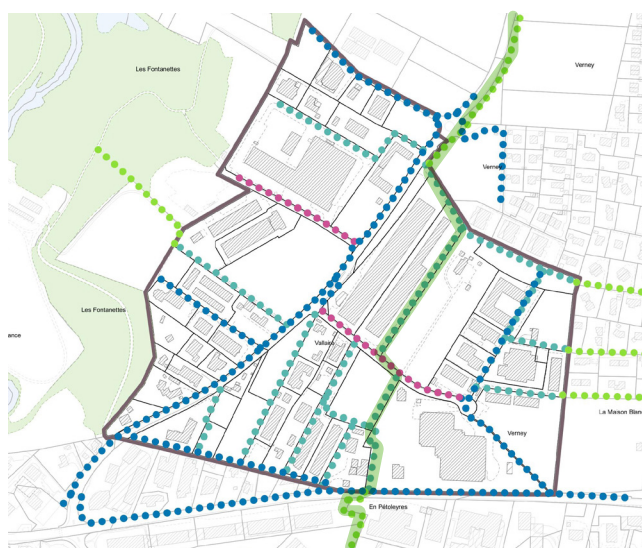 Verney
Les Fontanettes
Verney
Les Fontanettes
ance
Vallaire
La Maison Blanc
Verney
En Pétoleyres